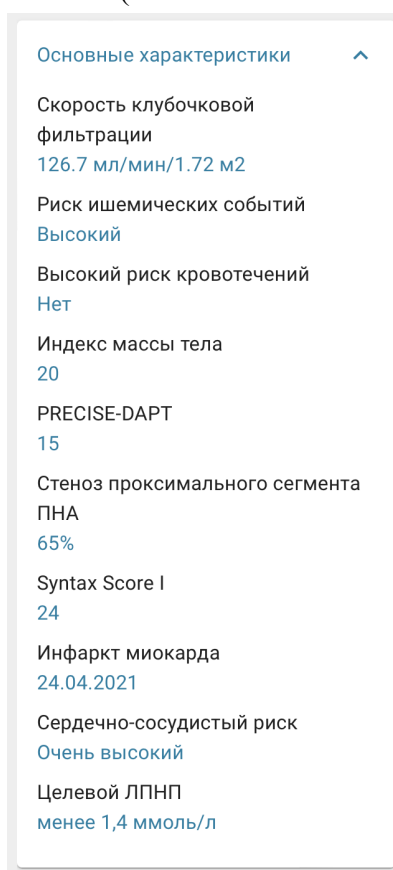 Основные характеристики
Скорость клубочковой
фильтрации
126.7 мл/мин/1.72 м2
Риск ишемических событий
Высокий
Высокий риск кровотечений
Нет
Индекс массы тела
20
PRECISE-DAPT
15
Стеноз проксимального сегмента
ПНА
65%
Syntax Score I
24
Инфаркт миокарда
24.04.2021
Сердечно-сосудистый риск
Очень высокий
Целевой ЛПНП
менее 1,4 ммоль/л